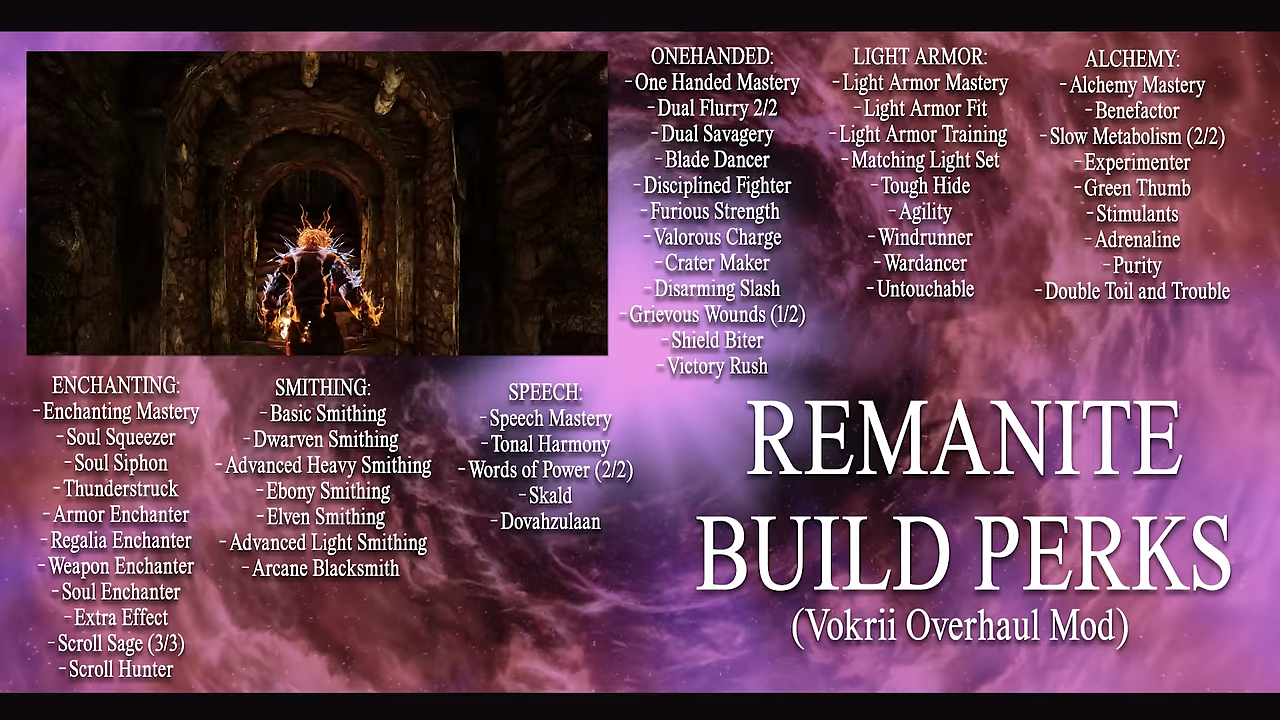 ONEHANDED:
-One Handed Mastery
-Dual Flurry 2/2
-Dual Savagery
-Blade Dancer
-Disciplined Fighter
-Furious Strength
-Valorous Charge
-Crater Maker
-Disarming Slash
-Grievous Wounds (1/2)
-Shield Biter
-Victory Rush
LIGHT ARMOR:
-Light Armor Mastery
-Light Armor Fit
-Light Armor Training
-Matching Light Set
-Tough Hide
-Agility
-Windrunner
-Wardancer
-Untouchable
ALCHEMY:
-Alchemy Mastery
-Benefactor
-Slow Metabolism (2/2)
-Experimenter
-Green Thumb
-Stimulants
-Adrenaline
-Purity
-Double Toil and Trouble
ENCHANTING:
-Enchanting Mastery
-Soul Squeezer
-Soul Siphon
-Thunderstruck
-Armor Enchanter
-Regalia Enchanter
-Weapon Enchanter
-Soul Enchanter
-Extra Effect
-Scroll Sage (3/3)
-Scroll Hunter
SMITHING:
-Basic Smithing
-Dwarven Smithing
-Advanced Heavy Smithing
-Ebony Smithing
-Elven Smithing
-Advanced Light Smithing
-Arcane Blacksmith
SPEECH:
-Speech Mastery
-Tonal Harmony
-Words of Power (2/2)
-Skald
-Dovahzulaan
REMANITE
BUILD PERKS
(Vokrii Overhaul Mod)